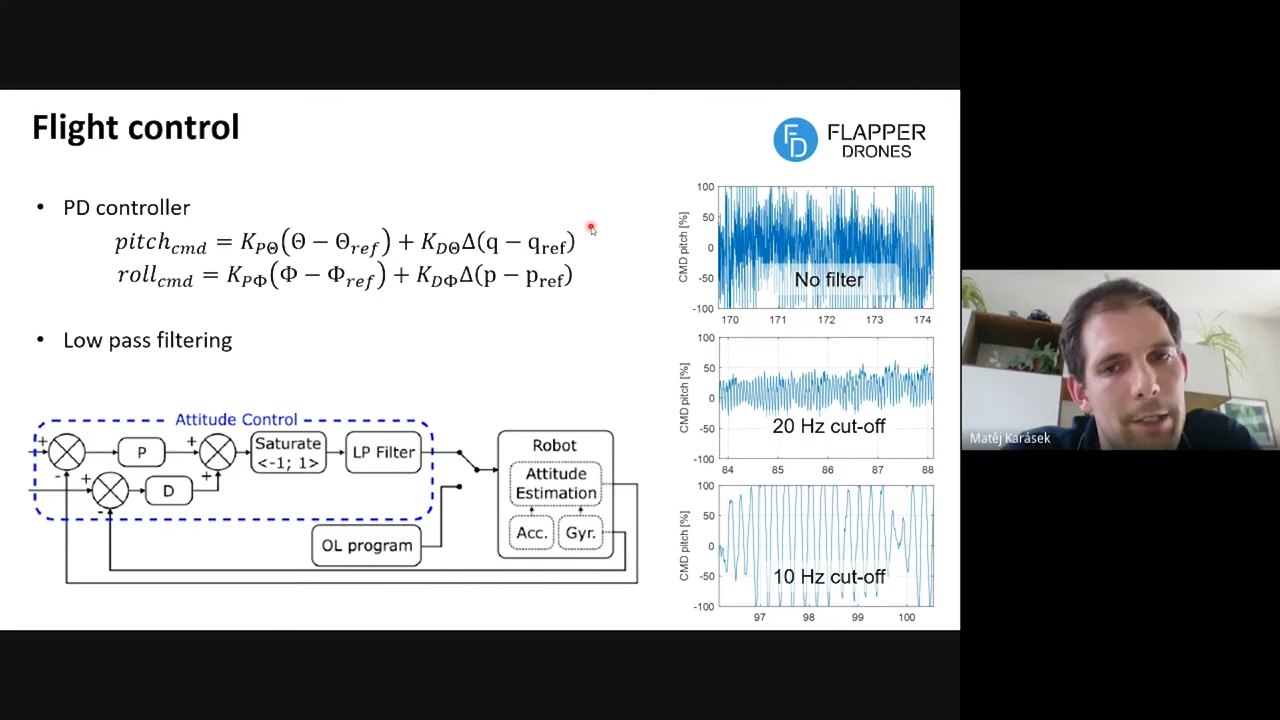 Flight control
FLAPPER
DRONES
FD
• PD controller
pitch_cmd = K_PΘ(Θ − Θ_ref) + K_DΘΔ(q − q_ref)
roll_cmd = K_PΦ(Φ − Φ_ref) + K_DΦΔ(p − p_ref)
• Low pass filtering
Attitude Control
+
-
P
+
+
Saturate
<-1; 1>
LP Filter
+
-
D
OL program
Robot
Attitude
Estimation
Acc.
Gyr.
CMD pitch [%]
100
50
0
-50
-100
No filter
170 171 172 173 174
CMD pitch [%]
100
50
0
-50
-100
20 Hz cut-off
84 85 86 87 88
CMD pitch [%]
100
50
0
-50
-100
10 Hz cut-off
97 98 99 100
Matěj Karásek